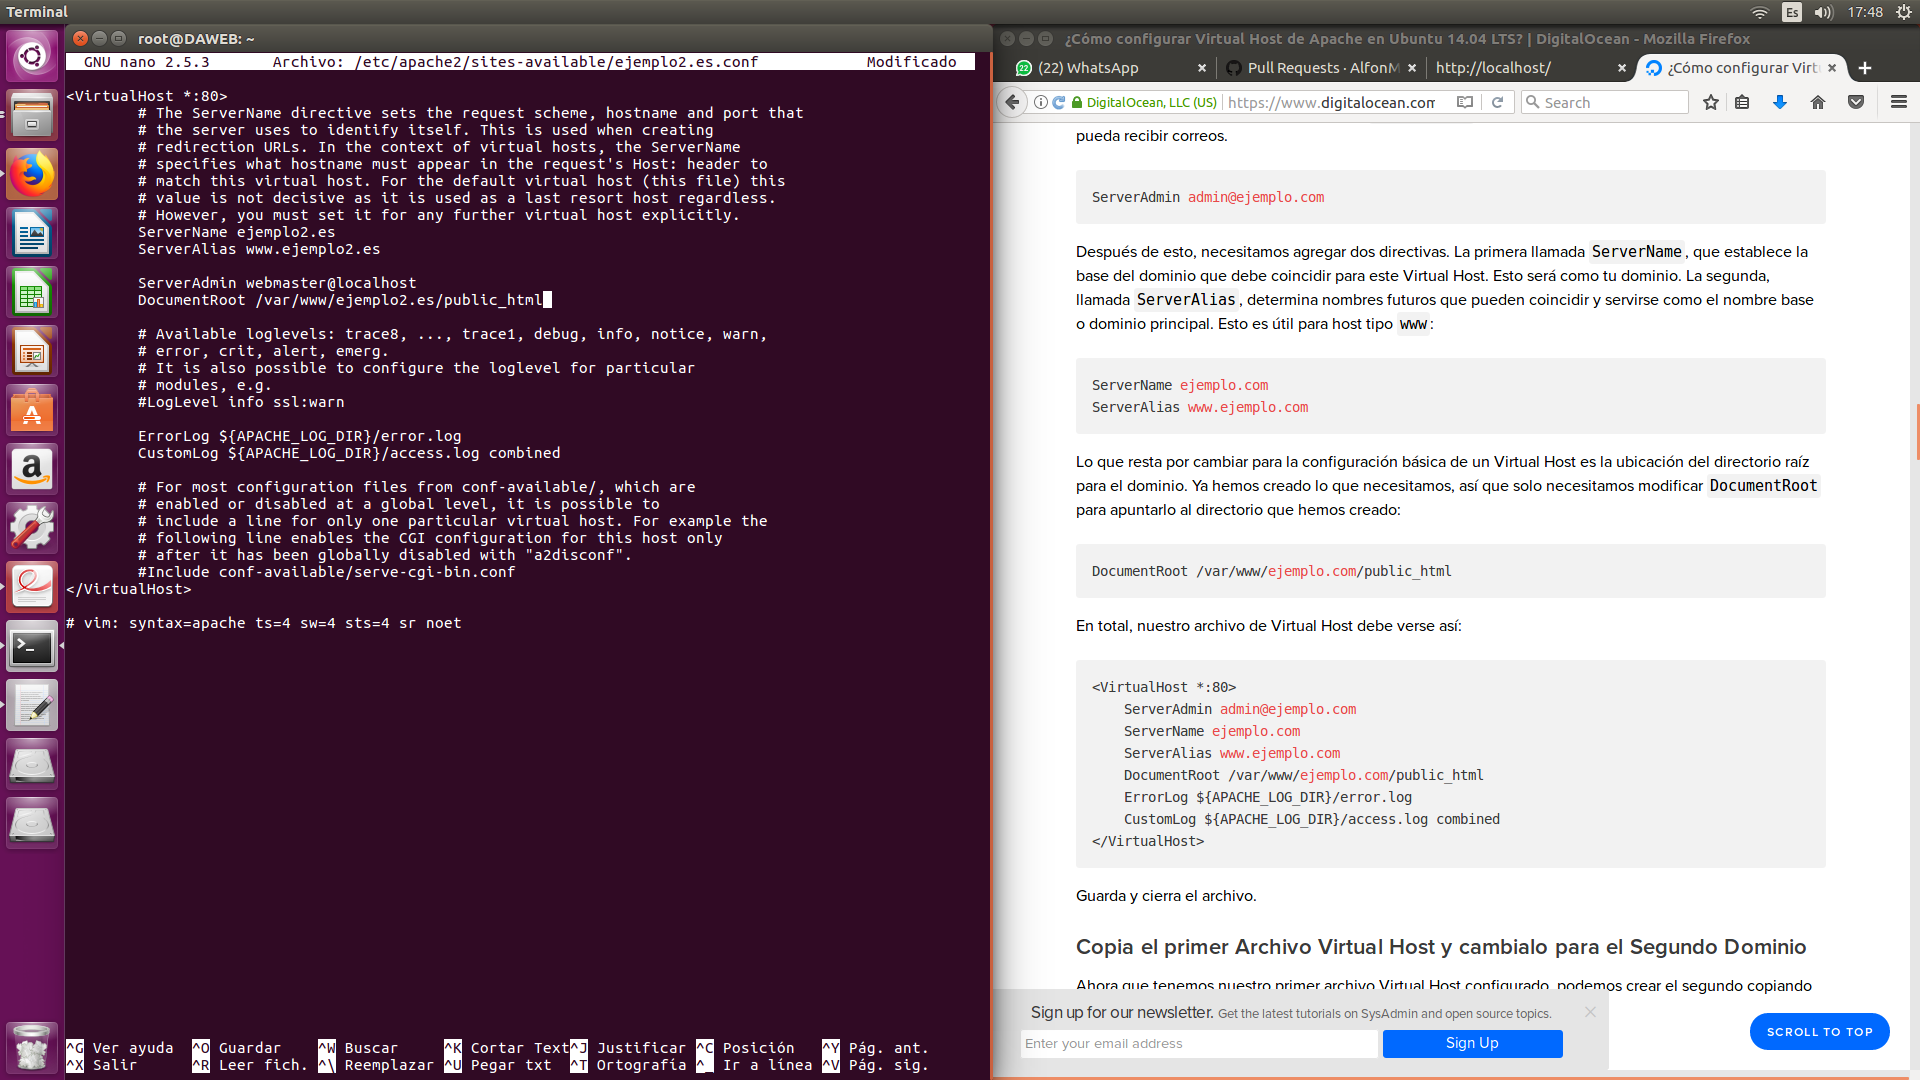 Terminal
Es
17:48
root@DAWEB: ~
GNU nano 2.5.3 Archivo: /etc/apache2/sites-available/ejemplo2.es.conf Modificado
<VirtualHost *:80>
# The ServerName directive sets the request scheme, hostname and port that
# the server uses to identify itself. This is used when creating
# redirection URLs. In the context of virtual hosts, the ServerName
# specifies what hostname must appear in the request's Host: header to
# match this virtual host. For the default virtual host (this file) this
# value is not decisive as it is used as a last resort host regardless.
# However, you must set it for any further virtual host explicitly.
ServerName ejemplo2.es
ServerAlias www.ejemplo2.es
ServerAdmin webmaster@localhost
DocumentRoot /var/www/ejemplo2.es/public_html
# Available loglevels: trace8, ..., trace1, debug, info, notice, warn,
# error, crit, alert, emerg.
# It is also possible to configure the loglevel for particular
# modules, e.g.
#LogLevel info ssl:warn
ErrorLog ${APACHE_LOG_DIR}/error.log
CustomLog ${APACHE_LOG_DIR}/access.log combined
# For most configuration files from conf-available/, which are
# enabled or disabled at a global level, it is possible to
# include a line for only one particular virtual host. For example the
# following line enables the CGI configuration for this host only
# after it has been globally disabled with "a2disconf".
#Include conf-available/serve-cgi-bin.conf
</VirtualHost>
# vim: syntax=apache ts=4 sw=4 sts=4 sr noet
^G Ver ayuda ^O Guardar ^W Buscar ^K Cortar Text ^J Justificar ^C Posición ^Y Pág. ant.
^X Salir ^R Leer fich. ^\ Reemplazar ^U Pegar txt ^T Ortografía ^_ Ir a línea ^V Pág. sig.
¿Cómo configurar Virtual Host de Apache en Ubuntu 14.04 LTS? | DigitalOcean - Mozilla Firefox
(22) WhatsApp
Pull Requests · AlfonM
http://localhost/
¿Cómo configurar Virt
DigitalOcean, LLC (US)
https://www.digitalocean.com
Search
pueda recibir correos.
ServerAdmin admin@ejemplo.com
Después de esto, necesitamos agregar dos directivas. La primera llamada ServerName, que establece la
base del dominio que debe coincidir para este Virtual Host. Esto será como tu dominio. La segunda,
llamada ServerAlias, determina nombres futuros que pueden coincidir y servirse como el nombre base
o dominio principal. Esto es útil para host tipo www:
ServerName ejemplo.com
ServerAlias www.ejemplo.com
Lo que resta por cambiar para la configuración básica de un Virtual Host es la ubicación del directorio raíz
para el dominio. Ya hemos creado lo que necesitamos, así que solo necesitamos modificar DocumentRoot
para apuntarlo al directorio que hemos creado:
DocumentRoot /var/www/ejemplo.com/public_html
En total, nuestro archivo de Virtual Host debe verse así:
<VirtualHost *:80>
ServerAdmin admin@ejemplo.com
ServerName ejemplo.com
ServerAlias www.ejemplo.com
DocumentRoot /var/www/ejemplo.com/public_html
ErrorLog ${APACHE_LOG_DIR}/error.log
CustomLog ${APACHE_LOG_DIR}/access.log combined
</VirtualHost>
Guarda y cierra el archivo.
Copia el primer Archivo Virtual Host y cambialo para el Segundo Dominio
Ahora que tenemos nuestro primer archivo Virtual Host configurado, podemos crear el segundo copiando
Sign up for our newsletter. Get the latest tutorials on SysAdmin and open source topics.
Enter your email address
Sign Up
SCROLL TO TOP